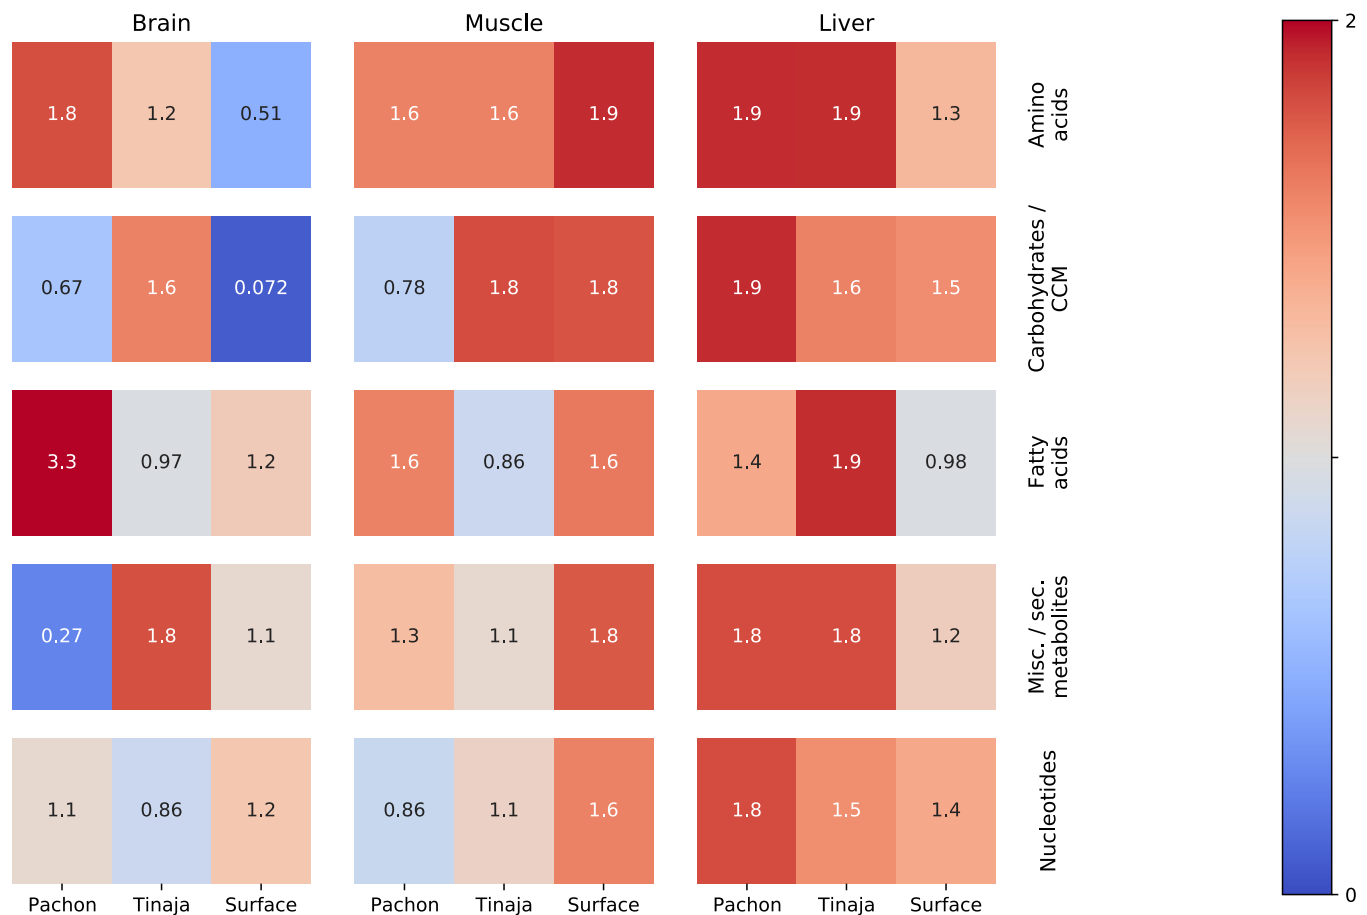 Brain Muscle Liver
1.8 1.2 0.51 1.6 1.6 1.9 1.9 1.9 1.3
Amino
acids
0.67 1.6 0.072 0.78 1.8 1.8 1.9 1.6 1.5
Carbohydrates /
CCM
3.3 0.97 1.2 1.6 0.86 1.6 1.4 1.9 0.98
Fatty
acids
0.27 1.8 1.1 1.3 1.1 1.8 1.8 1.8 1.2
Misc. / sec.
metabolites
1.1 0.86 1.2 0.86 1.1 1.6 1.8 1.5 1.4
Nucleotides
Pachon Tinaja Surface Pachon Tinaja Surface Pachon Tinaja Surface
2
0